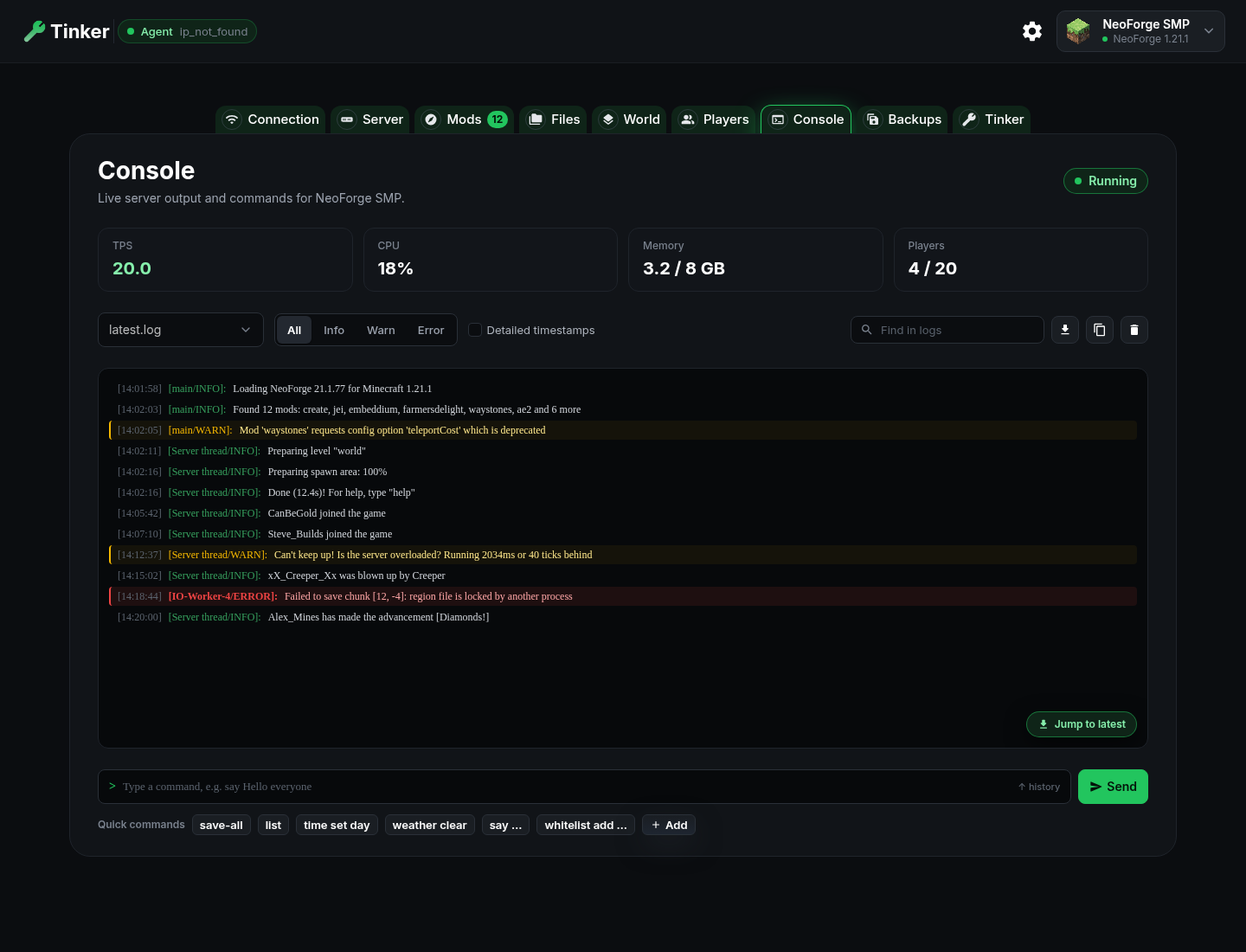 Tinker
Agent ip_not_found
NeoForge SMP
NeoForge 1.21.1
Connection
Server
Mods 12
Files
World
Players
Console
Backups
Tinker
Console
Live server output and commands for NeoForge SMP.
Running
TPS
20.0
CPU
18%
Memory
3.2 / 8 GB
Players
4 / 20
latest.log
All Info Warn Error
Detailed timestamps
Find in logs
[14:01:58] [main/INFO]: Loading NeoForge 21.1.77 for Minecraft 1.21.1
[14:02:03] [main/INFO]: Found 12 mods: create, jei, embeddium, farmersdelight, waystones, ae2 and 6 more
[14:02:05] [main/WARN]: Mod 'waystones' requests config option 'teleportCost' which is deprecated
[14:02:11] [Server thread/INFO]: Preparing level "world"
[14:02:16] [Server thread/INFO]: Preparing spawn area: 100%
[14:02:16] [Server thread/INFO]: Done (12.4s)! For help, type "help"
[14:05:42] [Server thread/INFO]: CanBeGold joined the game
[14:07:10] [Server thread/INFO]: Steve_Builds joined the game
[14:12:37] [Server thread/WARN]: Can't keep up! Is the server overloaded? Running 2034ms or 40 ticks behind
[14:15:02] [Server thread/INFO]: xX_Creeper_Xx was blown up by Creeper
[14:18:44] [IO-Worker-4/ERROR]: Failed to save chunk [12, -4]: region file is locked by another process
[14:20:00] [Server thread/INFO]: Alex_Mines has made the advancement [Diamonds!]
Jump to latest
> Type a command, e.g. say Hello everyone
↑ history
Send
Quick commands
save-all
list
time set day
weather clear
say ...
whitelist add ...
+ Add